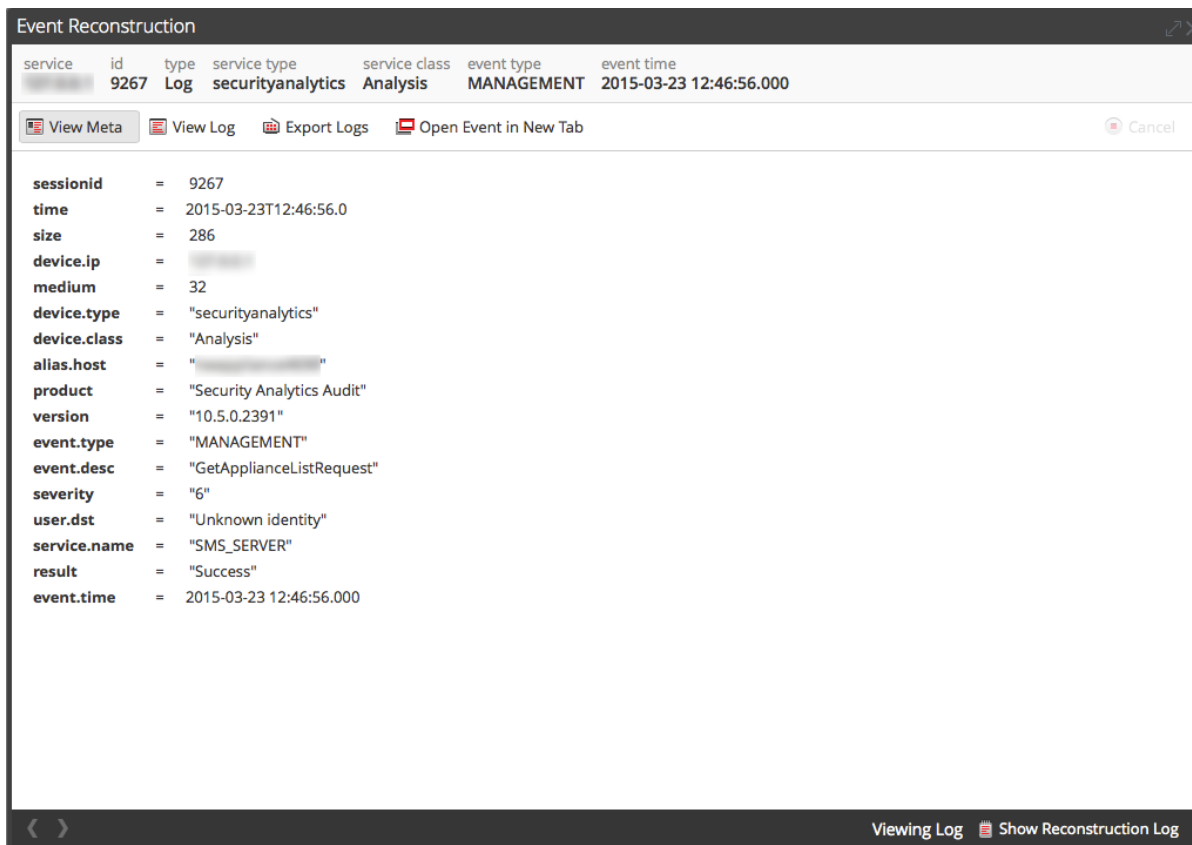 Event Reconstruction
service id type service type service class event type event time
9267 Log securityanalytics Analysis MANAGEMENT 2015-03-23 12:46:56.000
View Meta View Log Export Logs Open Event in New Tab Cancel
sessionid = 9267
time = 2015-03-23T12:46:56.0
size = 286
device.ip =
medium = 32
device.type = "securityanalytics"
device.class = "Analysis"
alias.host = " "
product = "Security Analytics Audit"
version = "10.5.0.2391"
event.type = "MANAGEMENT"
event.desc = "GetApplianceListRequest"
severity = "6"
user.dst = "Unknown identity"
service.name = "SMS_SERVER"
result = "Success"
event.time = 2015-03-23 12:46:56.000
Viewing Log Show Reconstruction Log